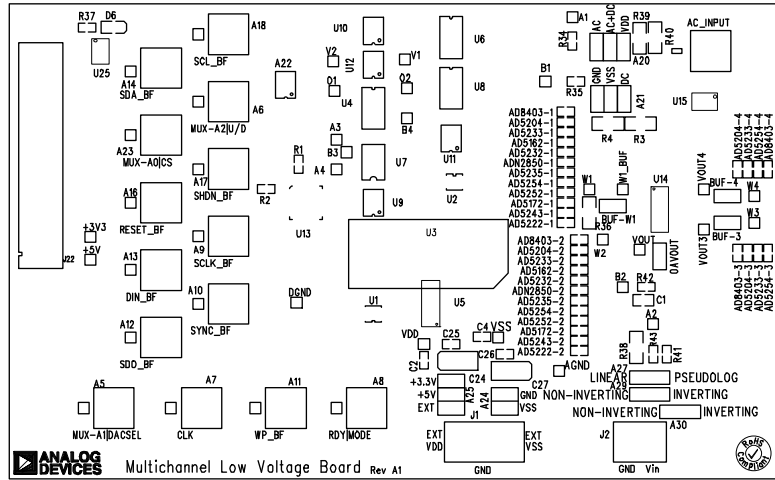 R37
D6
U25
A18
SCL_BF
A14
SDA_BF
A6
MUX-A2|U/D
A22
A23
MUX-A0|CS
A17
SHDN_BF
A16
RESET_BF
+3V3
+5V
J22
A9
SCLK_BF
A13
DIN_BF
A10
SYNC_BF
A12
SDO_BF
A5
MUX-A1|DACSEL
A7
CLK
A11
WP_BF
A8
RDY|MODE
R1
R2
A4
U13
DGND
U10
V2
U12
O1
U4
A3
B3
U7
U9
V1
O2
B4
U6
U8
U11
U2
U3
U5
U1
VDD
C25
C4
VSS
C2
C26
C24
C27
+3.3V
+5V
EXT
A25
A24
GND
VSS
J1
EXT
VDD
EXT
VSS
GND
A1
R34
AC
AC+DC
VDD
R39
A20
R40
AC_INPUT
B1
R35
GND
VSS
DC
A21
U15
R4
R3
AD8403-1
AD5204-1
AD5233-1
AD5162-1
AD5232-1
ADN2850-1
AD5235-1
AD5254-1
AD5252-1
AD5172-1
AD5243-1
AD5222-1
W1
W1_BUF
BUF-W1
R36
W2
U14
AD5204-4
AD5233-4
AD5254-4
AD8403-4
VOUT4
BUF-4
W4
W3
BUF-3
VOUT3
AD8403-3
AD5204-3
AD5233-3
AD5254-3
VOUT
OAVOUT
AD8403-2
AD5204-2
AD5233-2
AD5162-2
AD5232-2
ADN2850-2
AD5235-2
AD5254-2
AD5252-2
AD5172-2
AD5243-2
AD5222-2
B2
R42
C1
A2
R38
R43
R41
AGND
A27
LINEAR
PSEUDOLOG
A29
NON-INVERTING
INVERTING
NON-INVERTING
INVERTING
A30
J2
GND Vin
ANALOG
DEVICES
Multichannel Low Voltage Board Rev A1
RoHS
Compliant